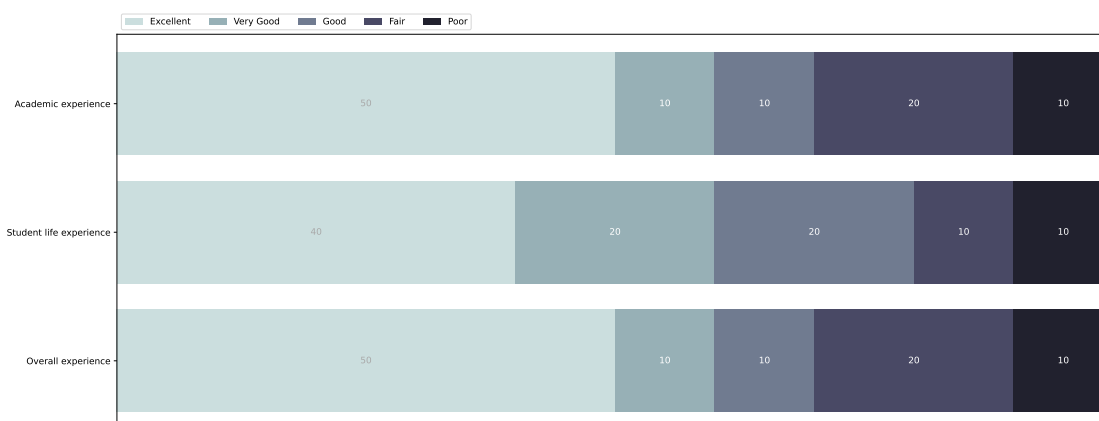 Excellent Very Good Good Fair Poor
Academic experience 50 10 10 20 10
Student life experience 40 20 20 10 10
Overall experience 50 10 10 20 10